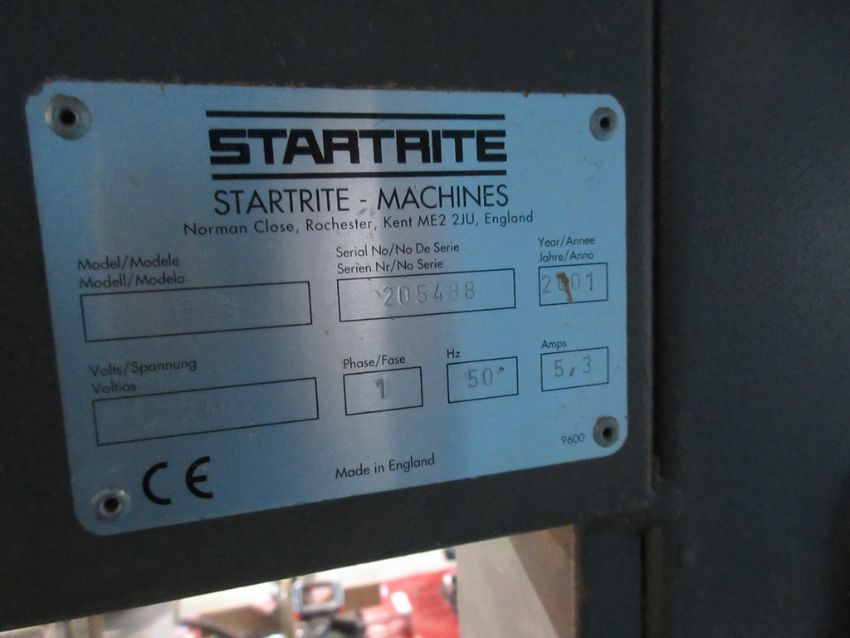 STARTRITE
STARTRITE - MACHINES
Norman Close, Rochester, Kent ME2 2JU, England
Model/Modele
Modell/Modelo
Serial No/No De Serie
Serien Nr/No Serie
205488
Year/Annee
Jahre/Anno
2001
Volts/Spannung
Voltios
Phase/Fase
1
Hz
50
Amps
5,3
CE
Made in England
9600